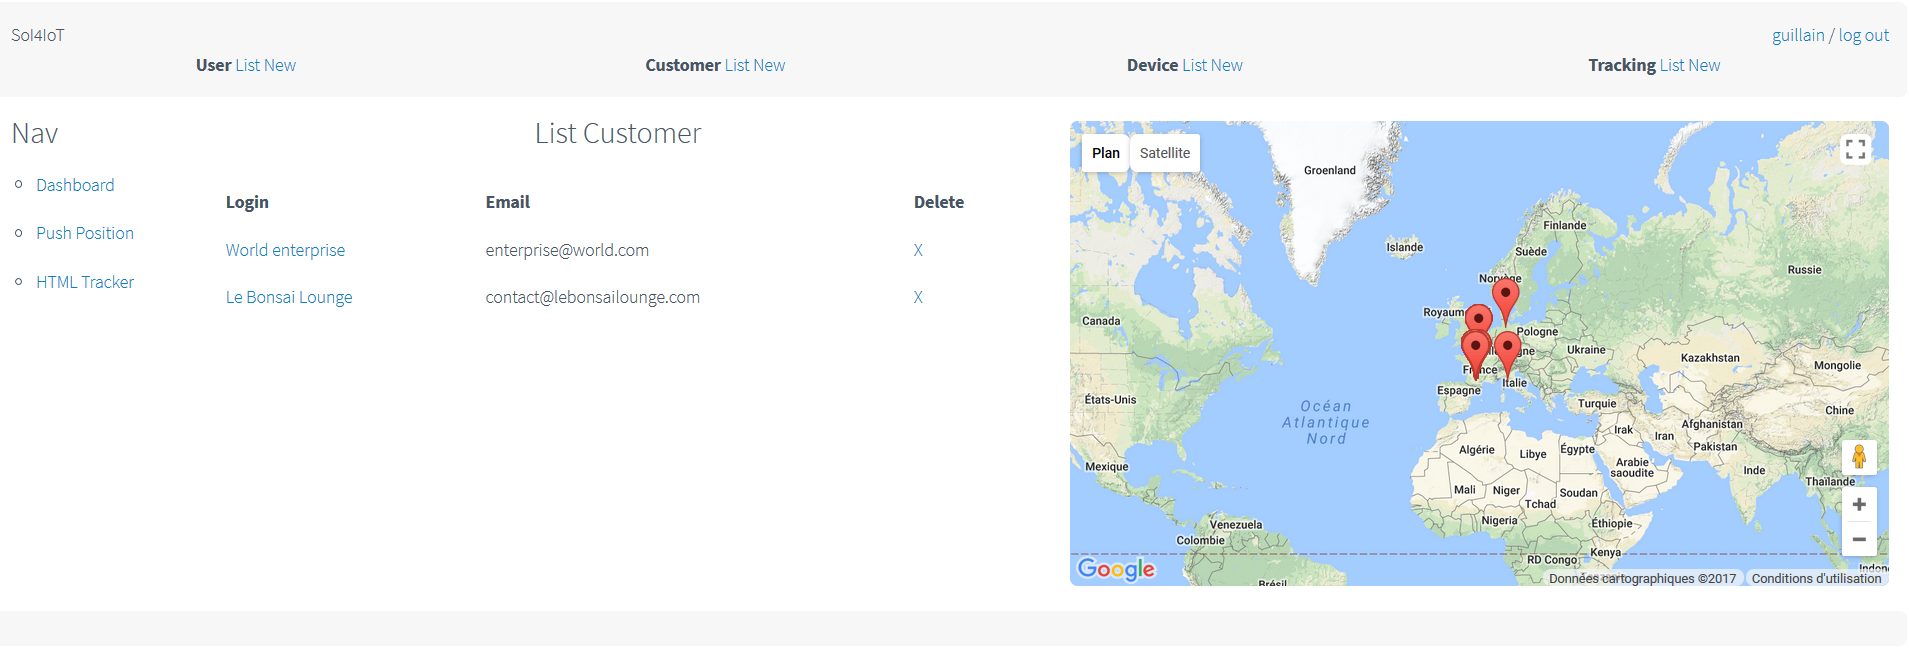 Sol4IoT
guillain / log out
User List New
Customer List New
Device List New
Tracking List New
Nav
Dashboard
Push Position
HTML Tracker
List Customer
Login Email Delete
World enterprise enterprise@world.com X
Le Bonsai Lounge contact@lebonsailounge.com X
Plan Satellite
Groenland
Islande
Finlande
Suède
Norvège
Russie
Canada
Pologne
Ukraine
Kazakhstan
Mongolie
France
Italie
Espagne
États-Unis
Turquie
Chine
Océan
Atlantique
Nord
Afghanistan
Irak
Iran
Pakistan
Algérie
Libye
Égypte
Arabie
saoudite
Inde
Mexique
Thaïlande
Mali
Niger
Tchad
Soudan
Nigeria
Éthiopie
Venezuela
Colombie
RD Congo
Kenya
Brésil
+
−
Google
Données cartographiques ©2017
Conditions d'utilisation